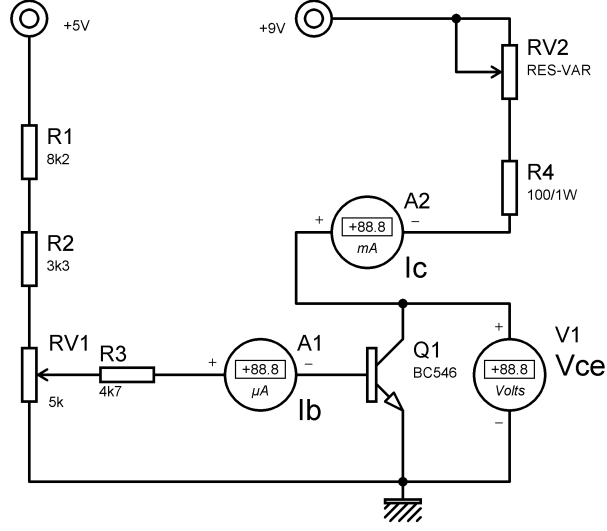 +5V
+9V
RV2
RES-VAR
R1
8k2
R4
100/1W
A2
+ +88.8 −
mA
Ic
R2
3k3
RV1
5k
R3
4k7
A1
+ +88.8 −
µA
Ib
Q1
BC546
V1
Vce
+
+88.8
Volts
−